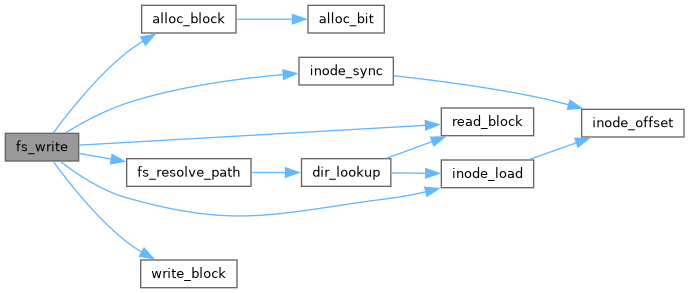 alloc_block
alloc_bit
inode_sync
read_block
inode_offset
fs_write
fs_resolve_path
dir_lookup
inode_load
write_block